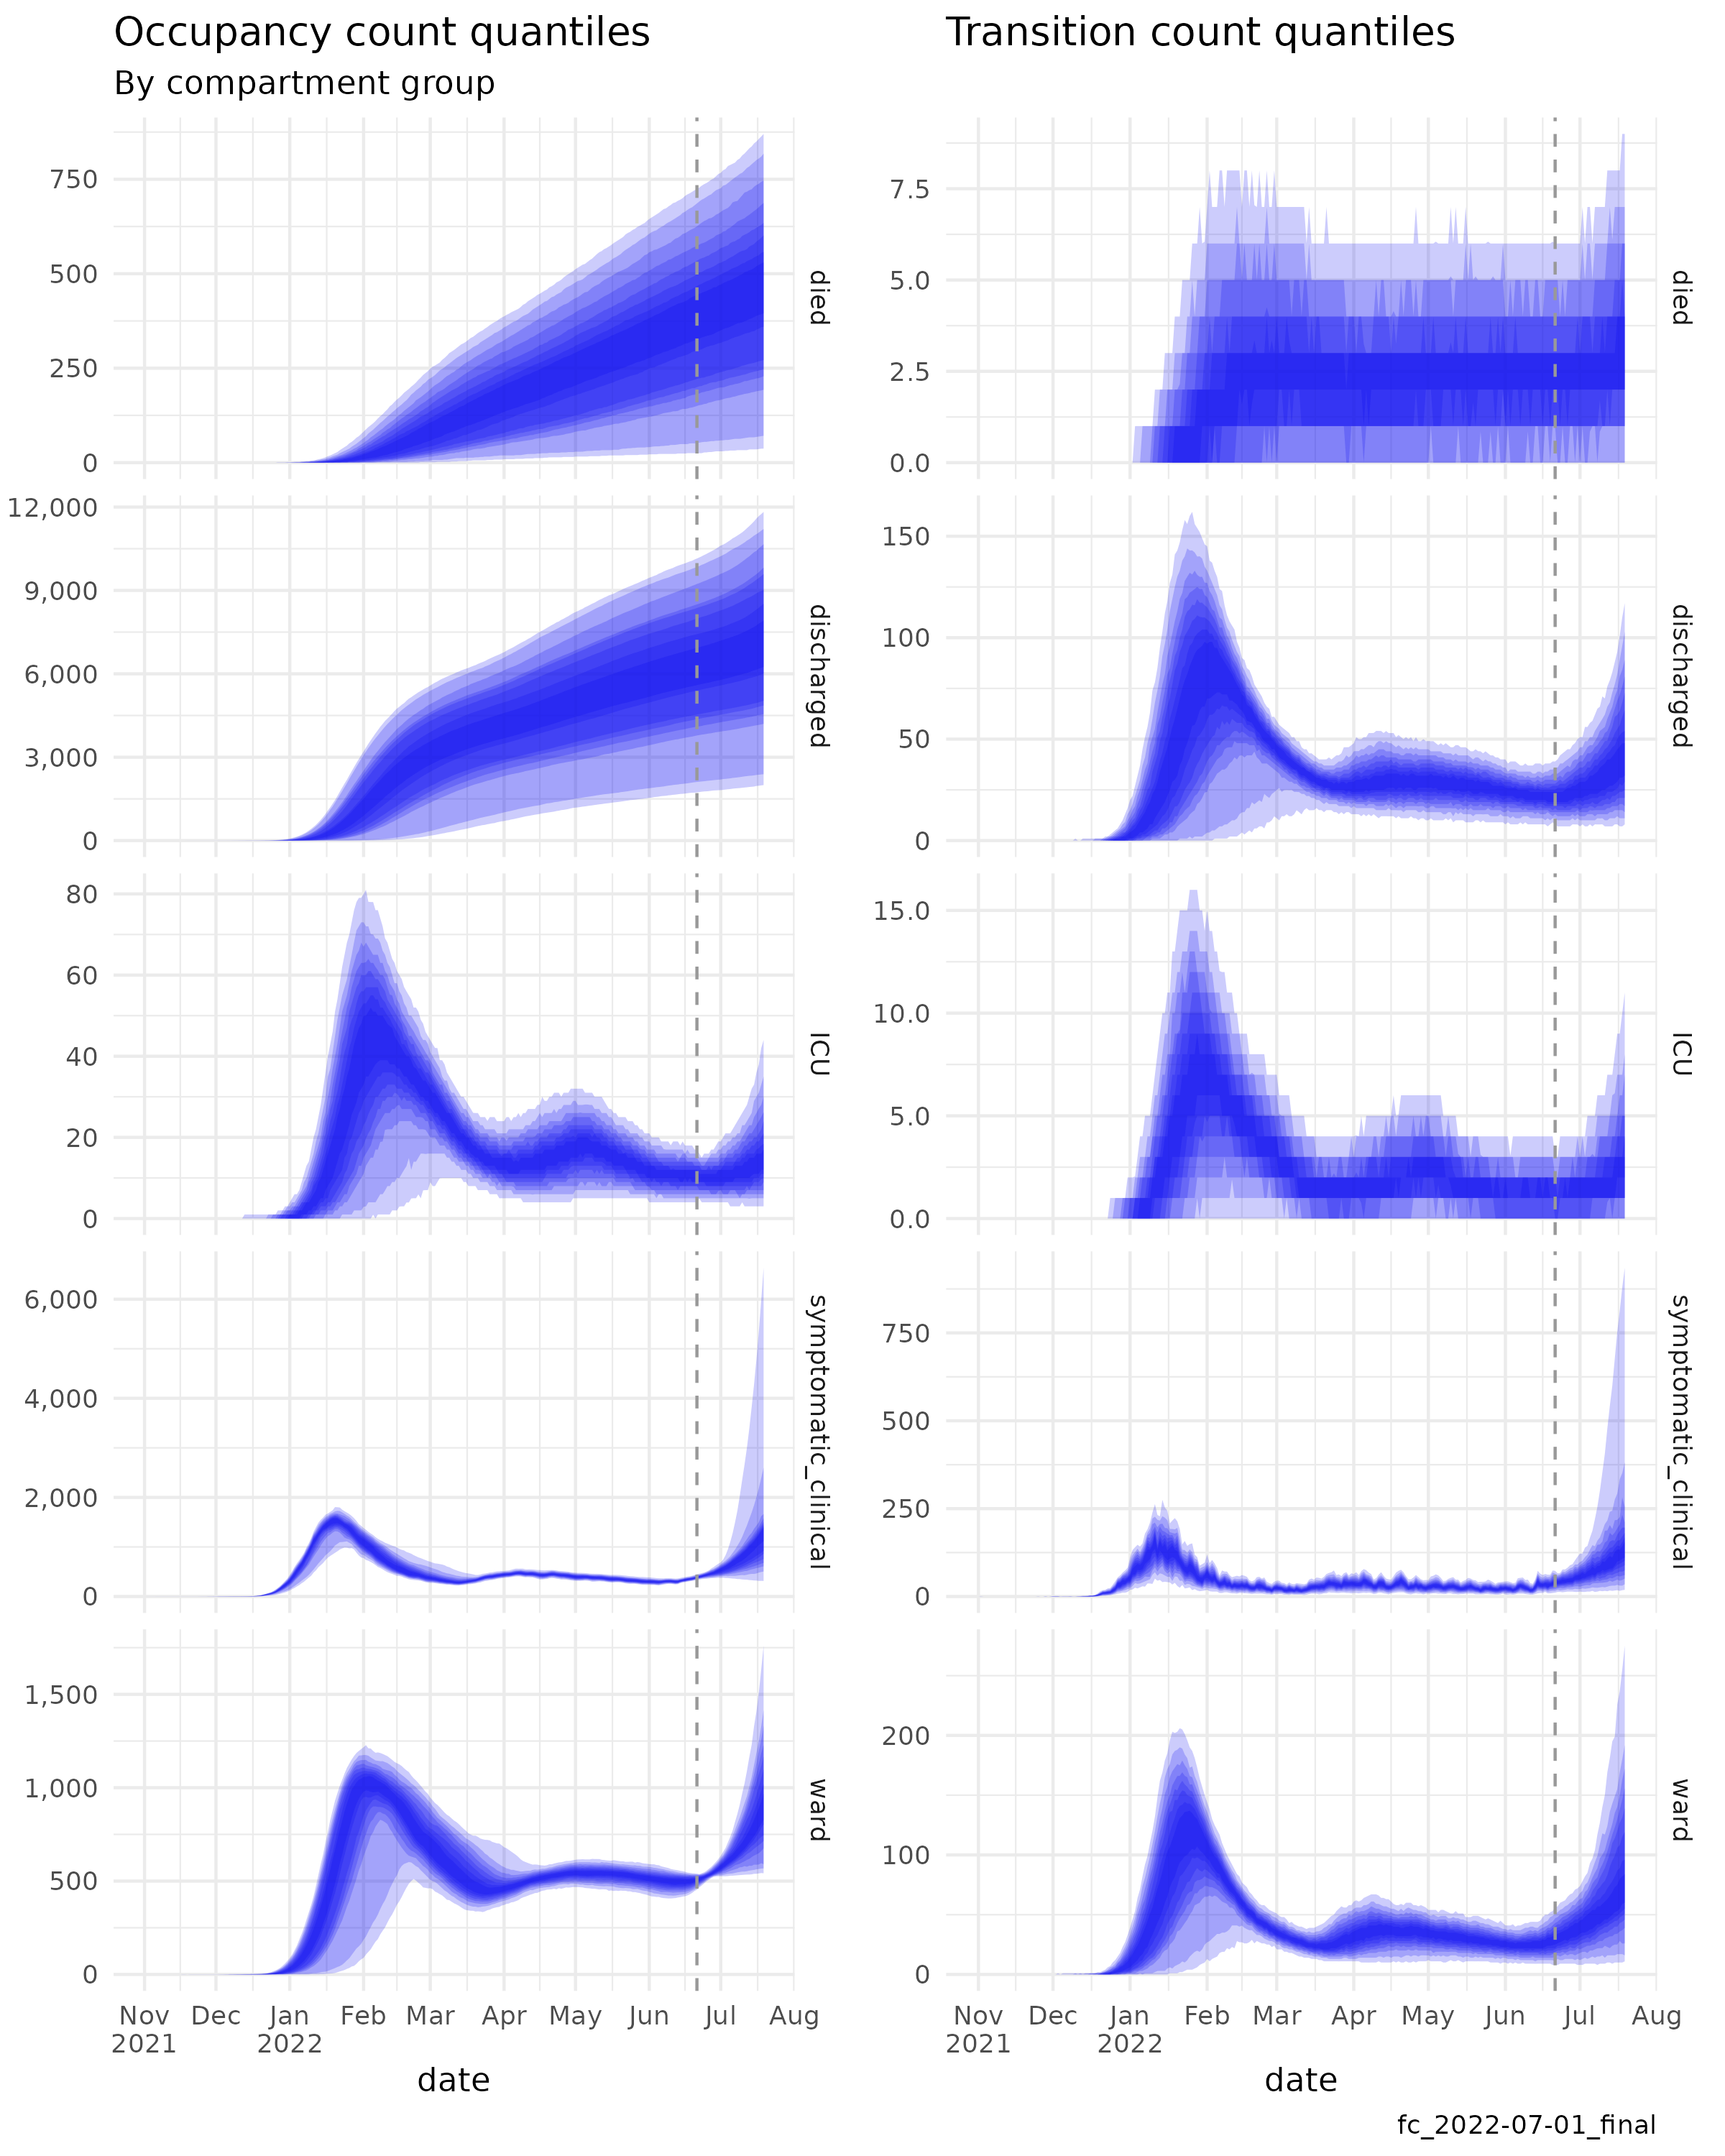 Occupancy count quantiles
By compartment group
750
500
250
0
died
12,000
9,000
6,000
3,000
0
discharged
80
60
40
20
0
ICU
6,000
4,000
2,000
0
symptomatic_clinical
1,500
1,000
500
0
ward
Nov Dec Jan Feb Mar Apr May Jun Jul Aug
2021 2022
date
Transition count quantiles
7.5
5.0
2.5
0.0
died
150
100
50
0
discharged
15.0
10.0
5.0
0.0
ICU
750
500
250
0
symptomatic_clinical
200
100
0
ward
Nov Dec Jan Feb Mar Apr May Jun Jul Aug
2021 2022
date
fc_2022-07-01_final